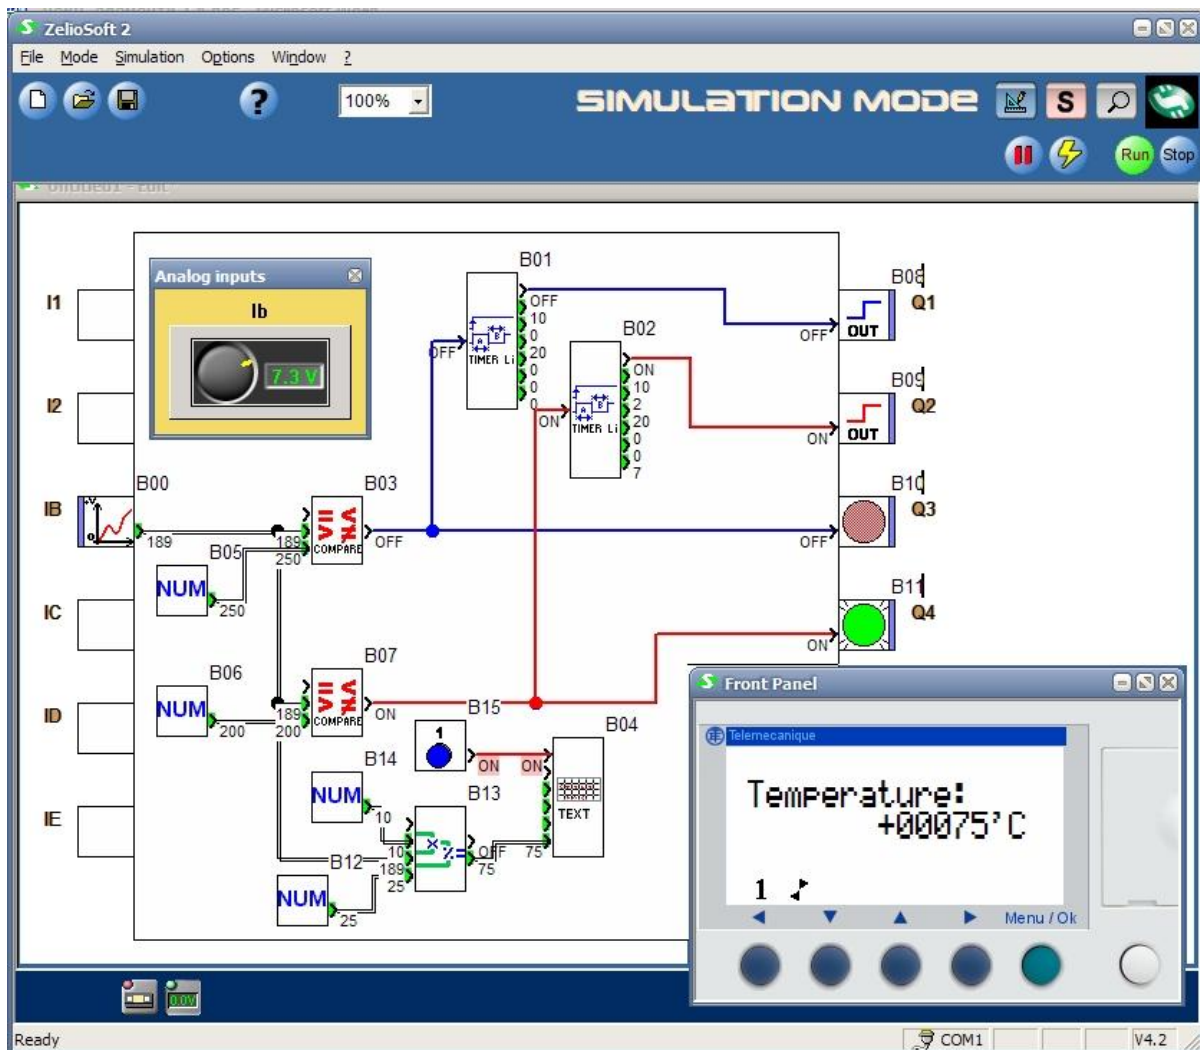 ZelioSoft 2
File Mode Simulation Options Window ?
100%
SIMULATION MODE
S
Run Stop
Untitled1 - Edit
Analog inputs
Ib
7.3 V
I1
I2
IB
IC
ID
IE
B01
OFF
OFF
10
0
20
0
0
0
TIMER Li
B02
ON
ON
10
2
20
0
0
7
TIMER Li
B08
Q1
OFF
OUT
B09
Q2
ON
OUT
B00
189
B03
189
250
COMPARE
OFF
B10
Q3
OFF
B05
NUM
250
B11
Q4
ON
B06
NUM
200
B07
189
200
COMPARE
ON
B15
1
ON
ON
B04
TEXT
75
B14
NUM
10
B13
10
189
25
OFF
75
B12
NUM
25
Front Panel
Telemecanique
Temperature:
+00075'C
1
Menu / Ok
0.0V
Ready
COM1
V4.2